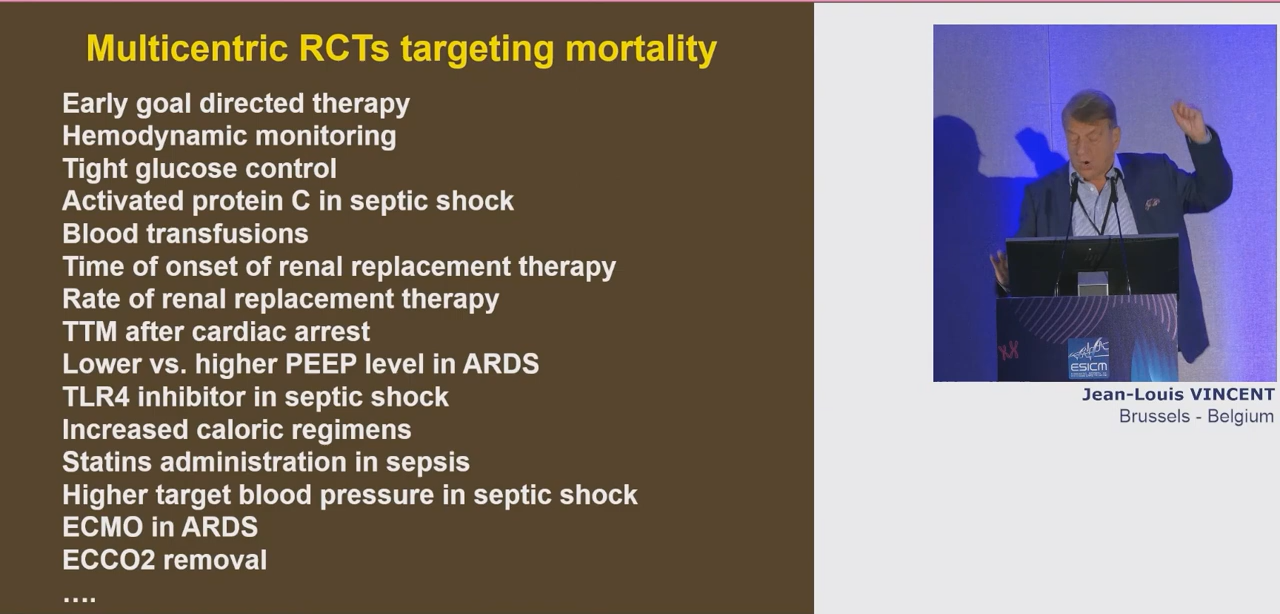 Multicentric RCTs targeting mortality
Early goal directed therapy
Hemodynamic monitoring
Tight glucose control
Activated protein C in septic shock
Blood transfusions
Time of onset of renal replacement therapy
Rate of renal replacement therapy
TTM after cardiac arrest
Lower vs. higher PEEP level in ARDS
TLR4 inhibitor in septic shock
Increased caloric regimens
Statins administration in sepsis
Higher target blood pressure in septic shock
ECMO in ARDS
ECCO2 removal
....
ESICM
Jean-Louis VINCENT
Brussels - Belgium